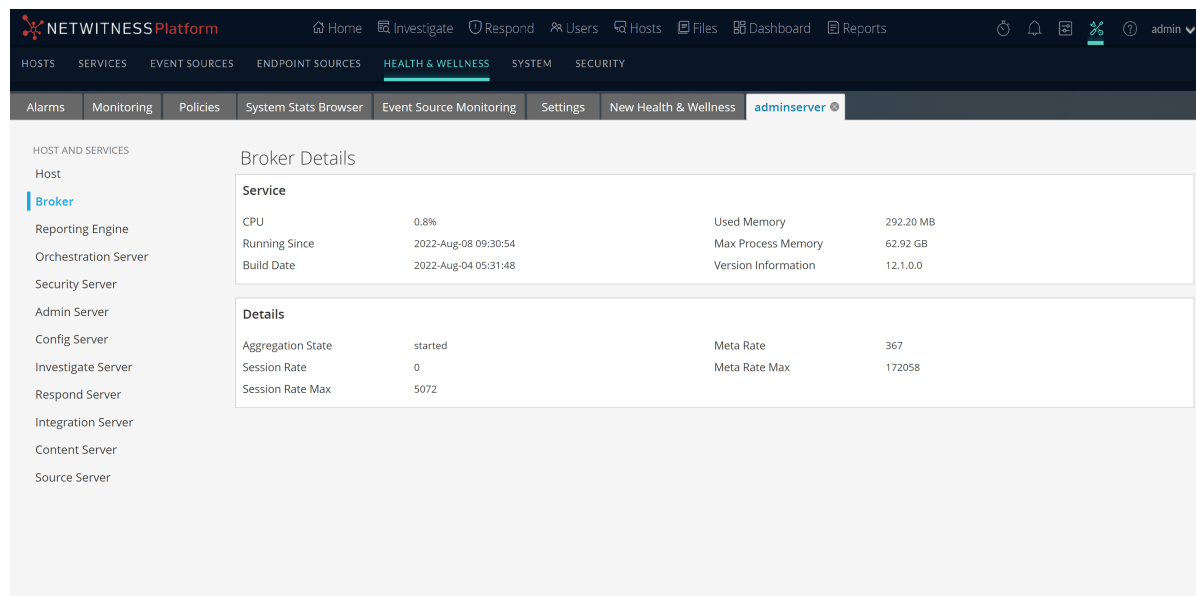 NETWITNESS Platform Home Investigate Respond Users Hosts Files Dashboard Reports admin
HOSTS SERVICES EVENT SOURCES ENDPOINT SOURCES HEALTH & WELLNESS SYSTEM SECURITY
Alarms Monitoring Policies System Stats Browser Event Source Monitoring Settings New Health & Wellness adminserver
HOST AND SERVICES
Host
Broker
Reporting Engine
Orchestration Server
Security Server
Admin Server
Config Server
Investigate Server
Respond Server
Integration Server
Content Server
Source Server
Broker Details
Service
CPU 0.8% Used Memory 292.20 MB
Running Since 2022-Aug-08 09:30:54 Max Process Memory 62.92 GB
Build Date 2022-Aug-04 05:31:48 Version Information 12.1.0.0
Details
Aggregation State started Meta Rate 367
Session Rate 0 Meta Rate Max 172058
Session Rate Max 5072